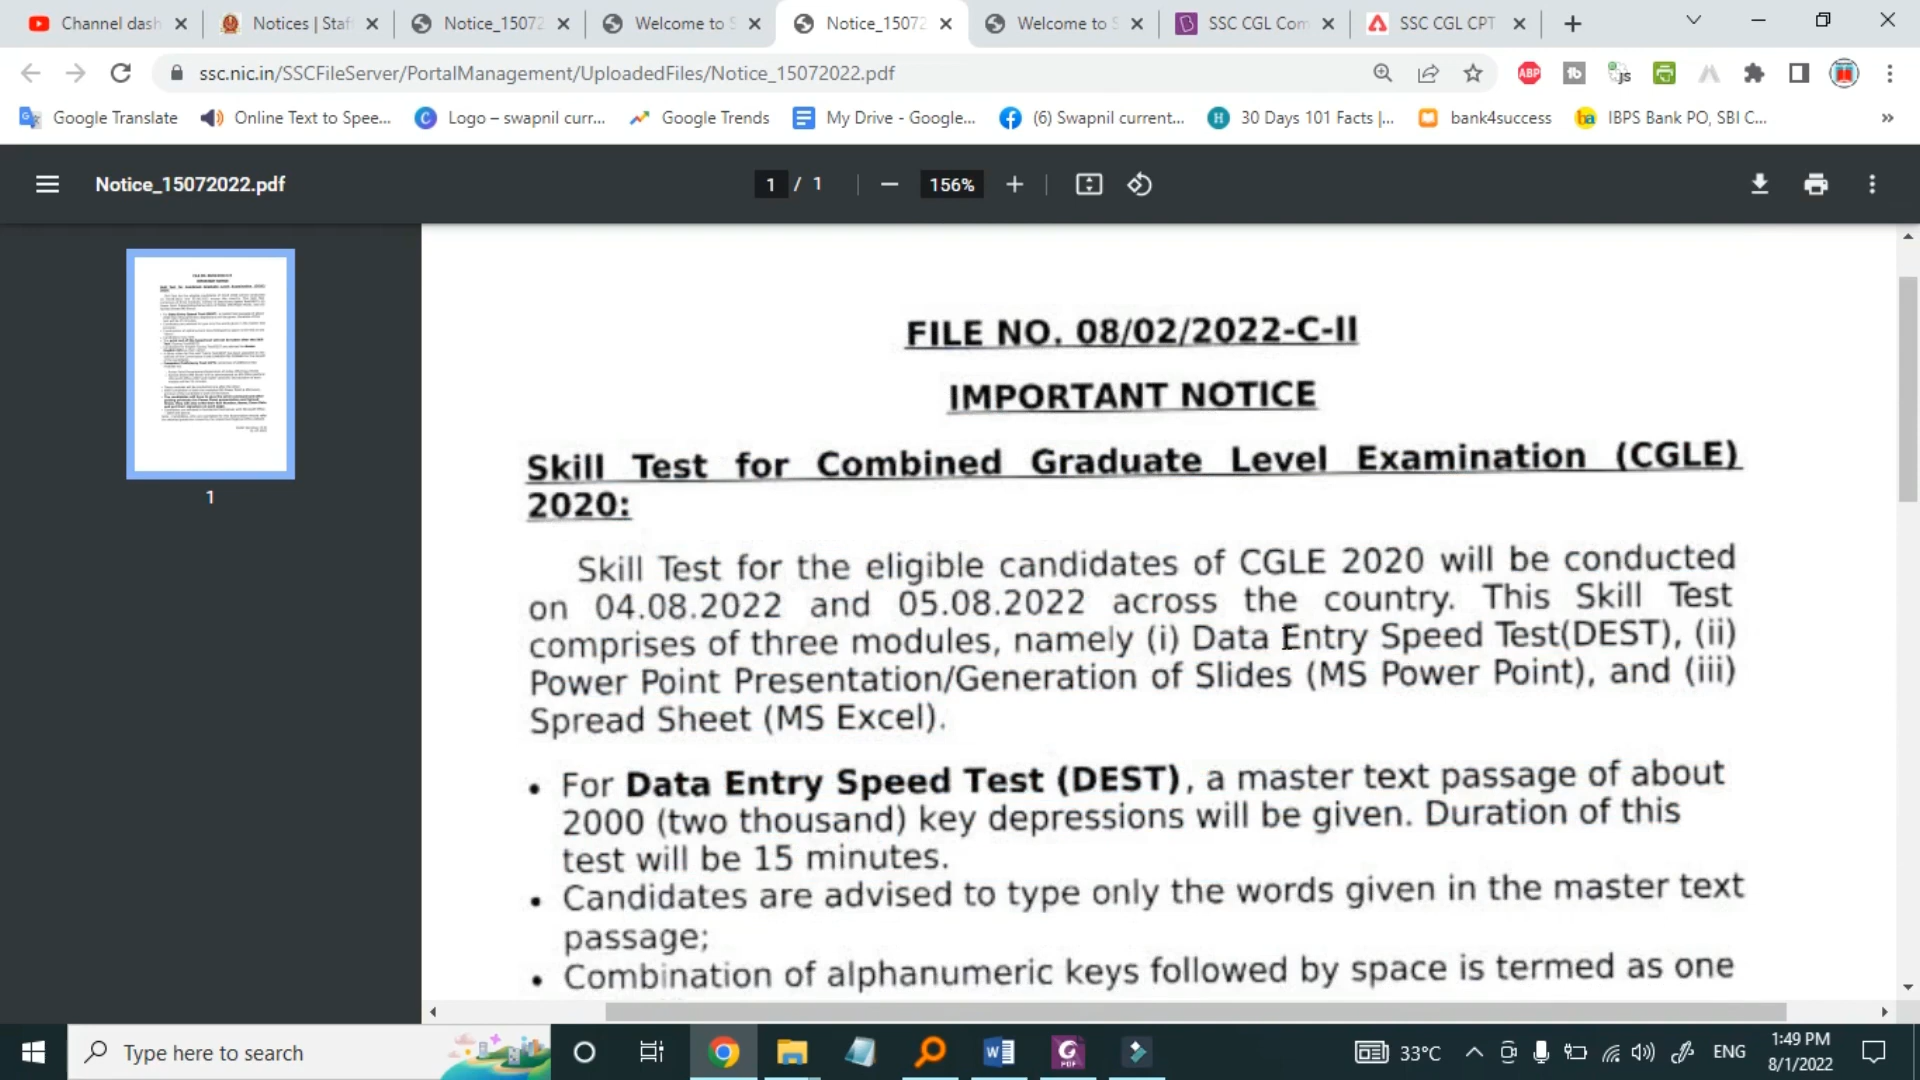 Channel dash
Notices | Staf
Notice_15072
Welcome to S
Notice_15072
Welcome to S
SSC CGL Com
SSC CGL CPT
ssc.nic.in/SSCFileServer/PortalManagement/UploadedFiles/Notice_15072022.pdf
ABP
tb
js
Google Translate
Online Text to Spee...
Logo – swapnil curr...
Google Trends
My Drive - Google...
(6) Swapnil current...
H
30 Days 101 Facts |...
bank4success
ba
IBPS Bank PO, SBI C...
»
Notice_15072022.pdf
1 / 1
156%
FILE NO. 08/02/2022-C-II
IMPORTANT NOTICE
Skill Test for Combined Graduate Level Examination (CGLE)
2020:
Skill Test for the eligible candidates of CGLE 2020 will be conducted
on 04.08.2022 and 05.08.2022 across the country. This Skill Test
comprises of three modules, namely (i) Data Entry Speed Test(DEST), (ii)
Power Point Presentation/Generation of Slides (MS Power Point), and (iii)
Spread Sheet (MS Excel).
• For Data Entry Speed Test (DEST), a master text passage of about
2000 (two thousand) key depressions will be given. Duration of this
test will be 15 minutes.
• Candidates are advised to type only the words given in the master text
passage;
• Combination of alphanumeric keys followed by space is termed as one
1
Type here to search
33°C
ENG
1:49 PM
8/1/2022